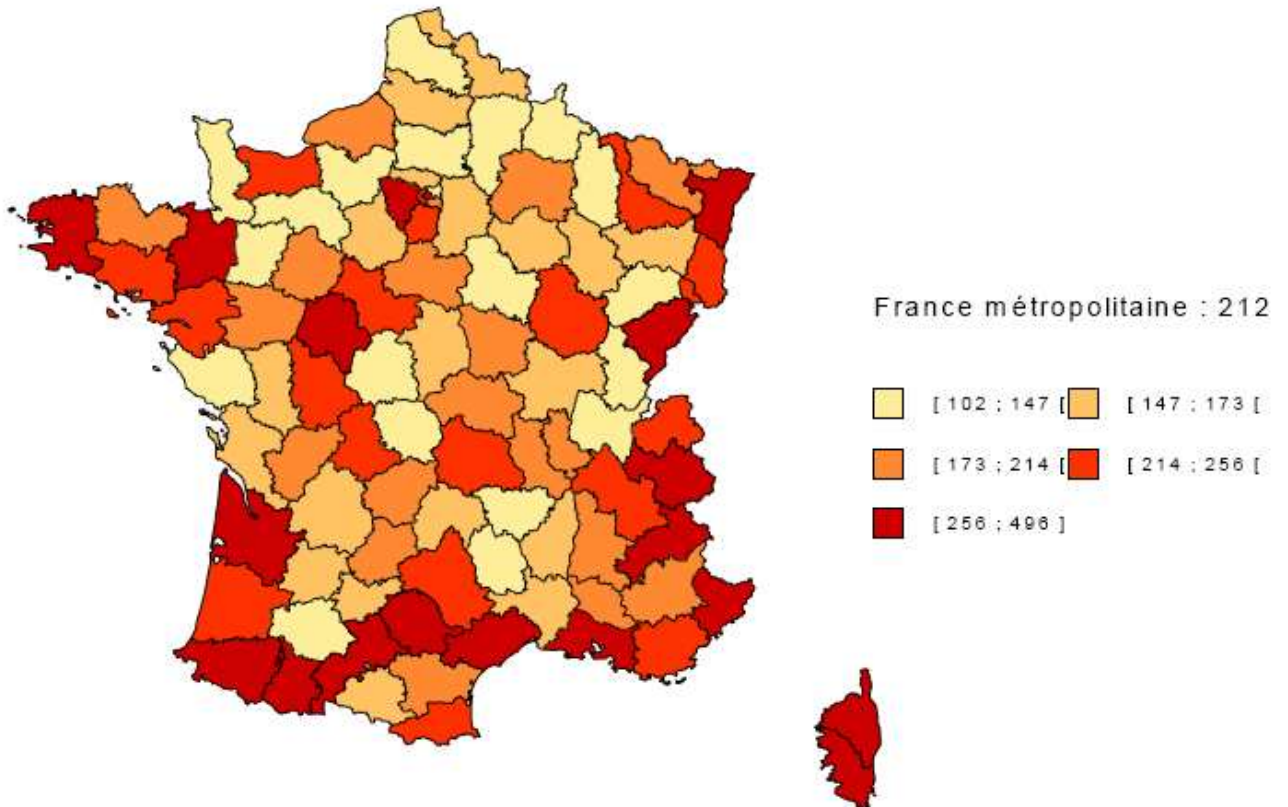 France métropolitaine : 212
[ 102 ; 147 [ [ 147 ; 173 [
[ 173 ; 214 [ [ 214 ; 256 [
[ 256 ; 496 ]